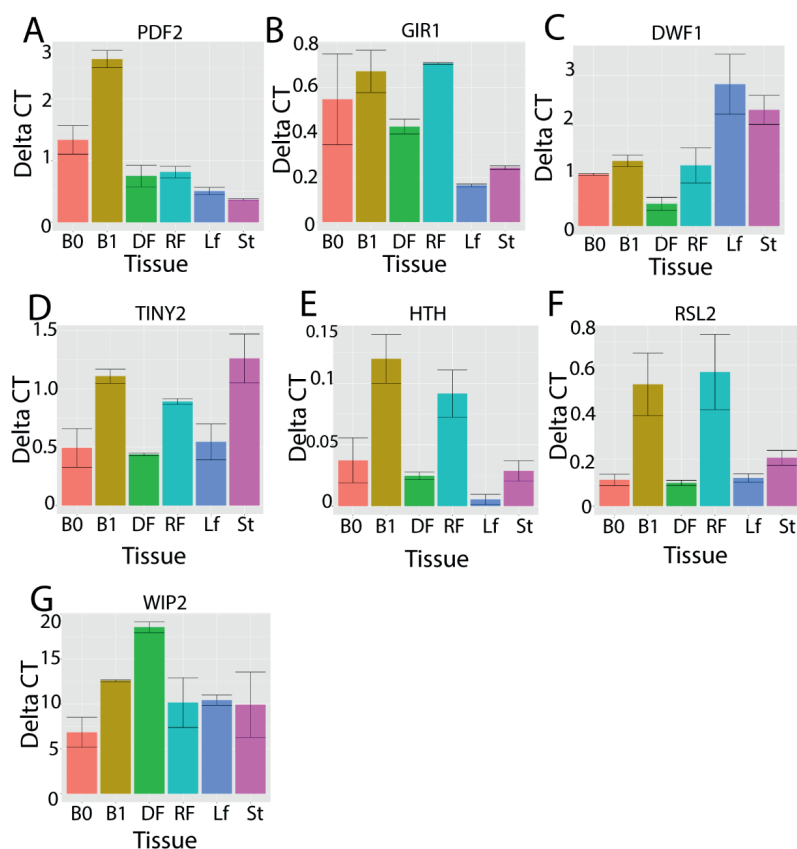 A
PDF2
Delta CT
3
1
0
B0 B1 DF RF Lf St
Tissue
B
GIR1
Delta CT
0.8
0.6
0.4
0.2
0
B0 B1 DF RF Lf St
Tissue
C
DWF1
Delta CT
3
2
1
0
B0 B1 DF RF Lf St
Tissue
D
TINY2
Delta CT
1.5
1.0
0.5
0
B0 B1 DF RF Lf St
Tissue
E
HTH
Delta CT
0.15
0.1
0.05
0
B0 B1 DF RF Lf St
Tissue
F
RSL2
Delta CT
0.8
0.6
0.4
0.2
0
B0 B1 DF RF Lf St
Tissue
G
WIP2
Delta CT
20
15
10
5
0
B0 B1 DF RF Lf St
Tissue